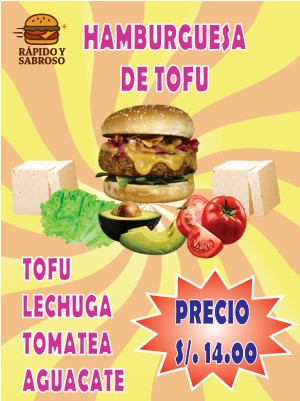 RÁPIDO Y
SABROSO
HAMBURGUESA
DE TOFU
TOFU
LECHUGA
TOMATEA
AGUACATE
PRECIO
S/. 14.00